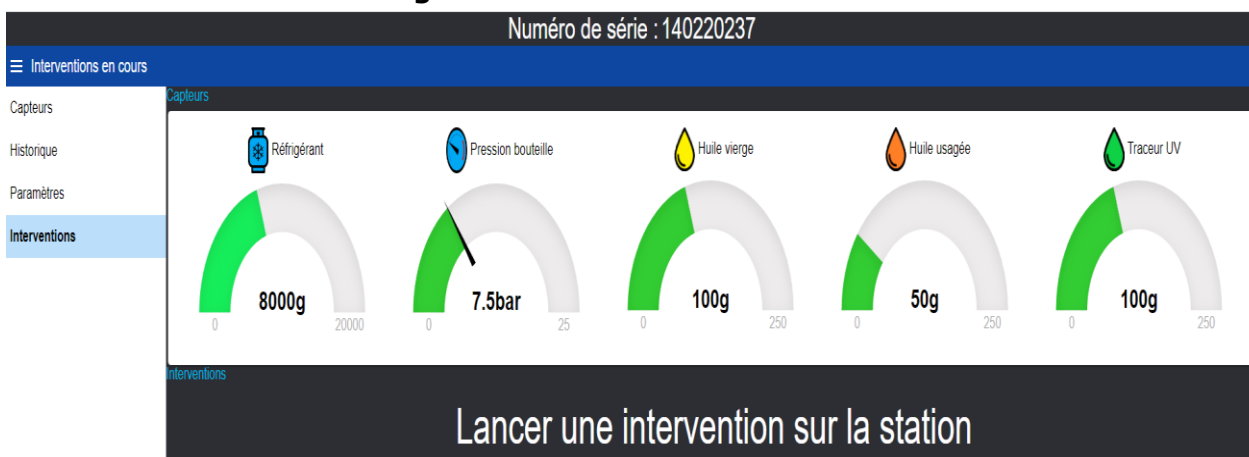 Numéro de série : 140220237
☰ Interventions en cours
Capteurs
Historique
Paramètres
Interventions
Capteurs
Réfrigérant
Pression bouteille
Huile vierge
Huile usagée
Traceur UV
8000g
7.5bar
100g
50g
100g
0 20000
0 25
0 250
0 250
0 250
Interventions
Lancer une intervention sur la station